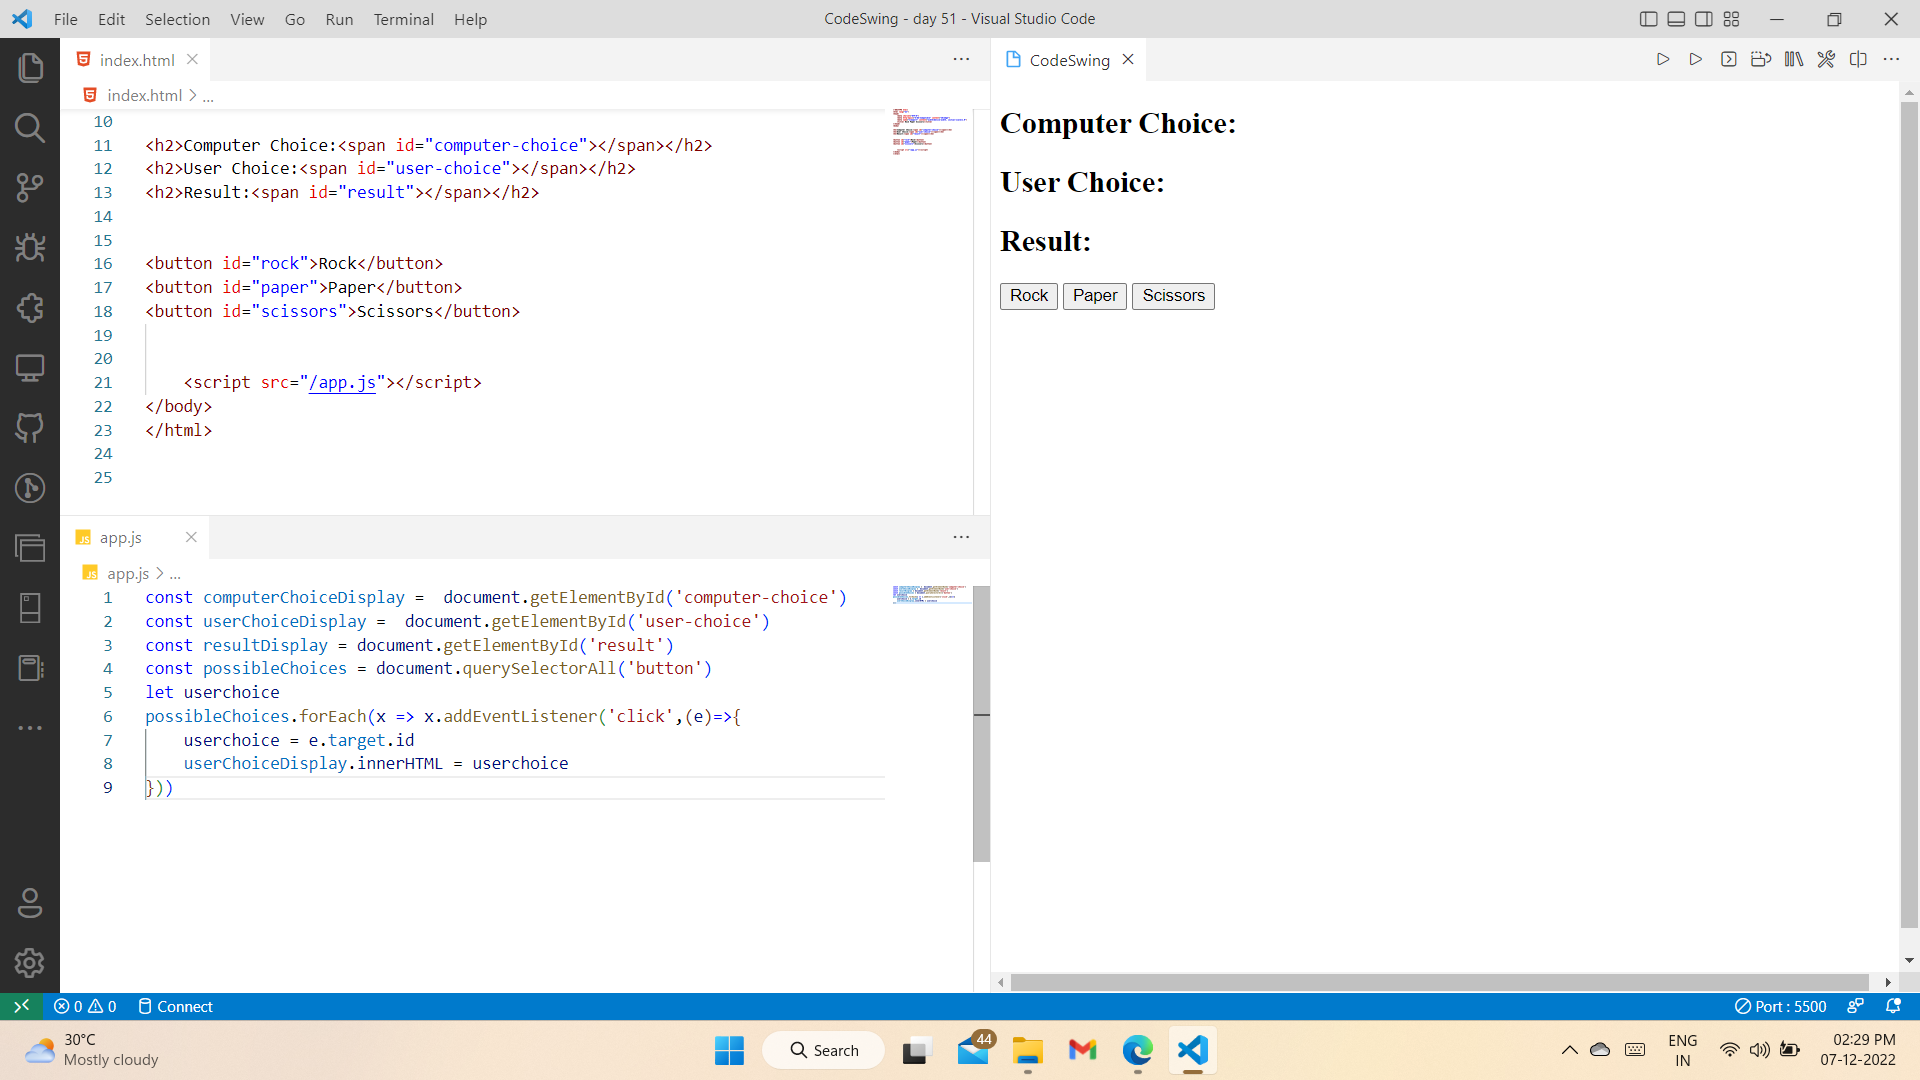 File Edit Selection View Go Run Terminal Help
CodeSwing - day 51 - Visual Studio Code
index.html
index.html > ...
10
11 <h2>Computer Choice:<span id="computer-choice"></span></h2>
12 <h2>User Choice:<span id="user-choice"></span></h2>
13 <h2>Result:<span id="result"></span></h2>
14
15
16 <button id="rock">Rock</button>
17 <button id="paper">Paper</button>
18 <button id="scissors">Scissors</button>
19
20
21 <script src="/app.js"></script>
22 </body>
23 </html>
24
25
app.js
JS app.js > ...
1 const computerChoiceDisplay =  document.getElementById('computer-choice')
2 const userChoiceDisplay =  document.getElementById('user-choice')
3 const resultDisplay = document.getElementById('result')
4 const possibleChoices = document.querySelectorAll('button')
5 let userchoice
6 possibleChoices.forEach(x => x.addEventListener('click',(e)=>{
7 userchoice = e.target.id
8 userChoiceDisplay.innerHTML = userchoice
9 }))
CodeSwing
Computer Choice:
User Choice:
Result:
Rock Paper Scissors
0 0 Connect
Port : 5500
30°C
Mostly cloudy
Search
44
ENG
IN
02:29 PM
07-12-2022